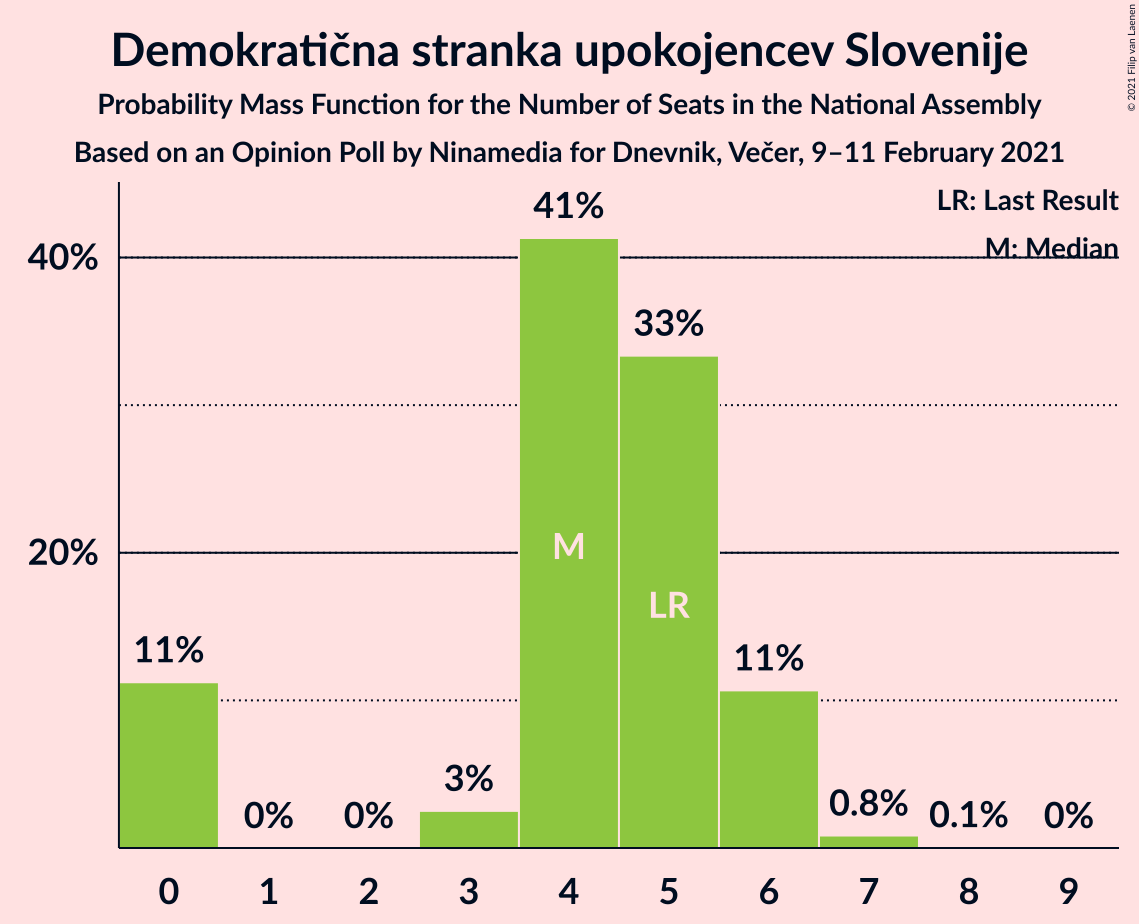 Demokratična stranka upokojencev Slovenije
Probability Mass Function for the Number of Seats in the National Assembly
Based on an Opinion Poll by Ninamedia for Dnevnik, Večer, 9–11 February 2021
© 2021 Filip van Laenen
LR: Last Result
M: Median
40%
20%
11%
0%
0%
3%
41%
33%
11%
0.8%
0.1%
0%
M
LR
0 1 2 3 4 5 6 7 8 9